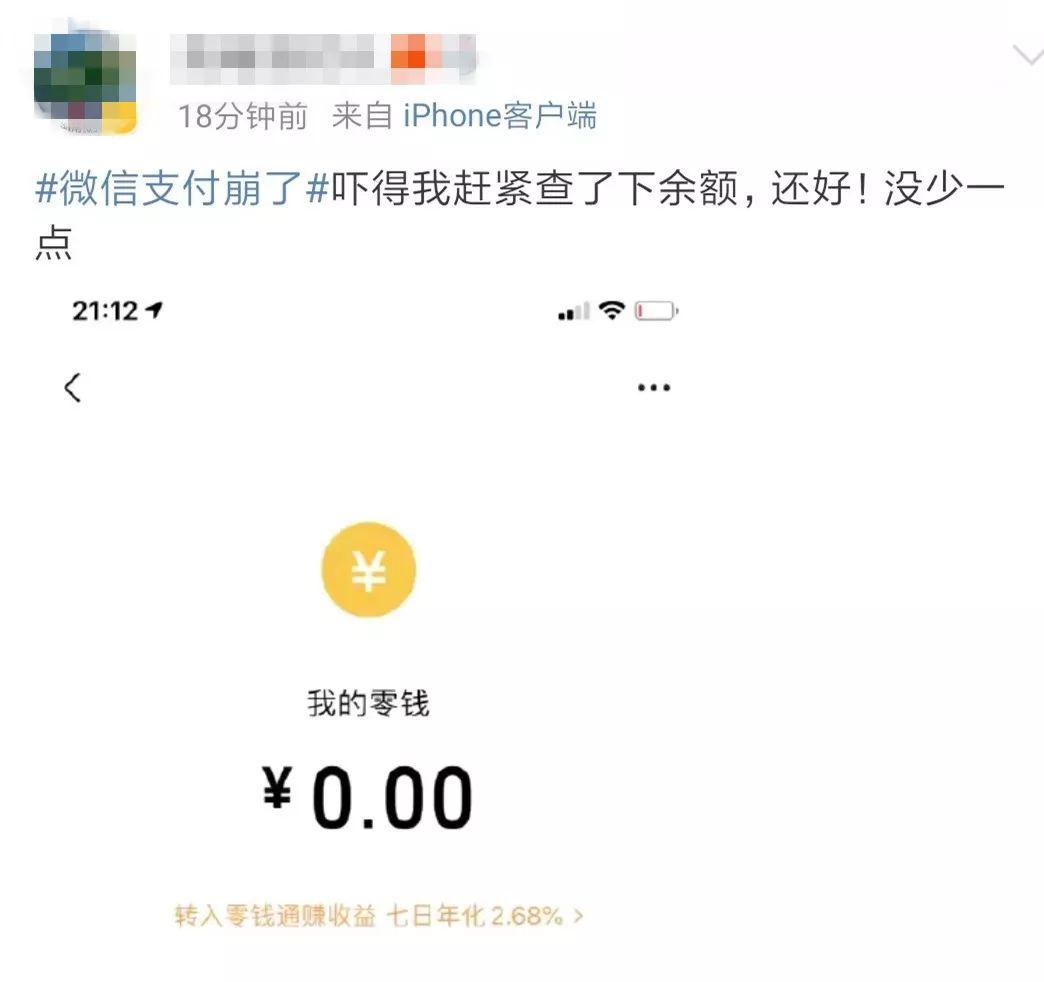 18分钟前 来自 iPhone客户端
#微信支付崩了#吓得我赶紧查了下余额，还好！没少一
点
21:12
¥
我的零钱
¥0.00
转入零钱通赚收益 七日年化2.68% >